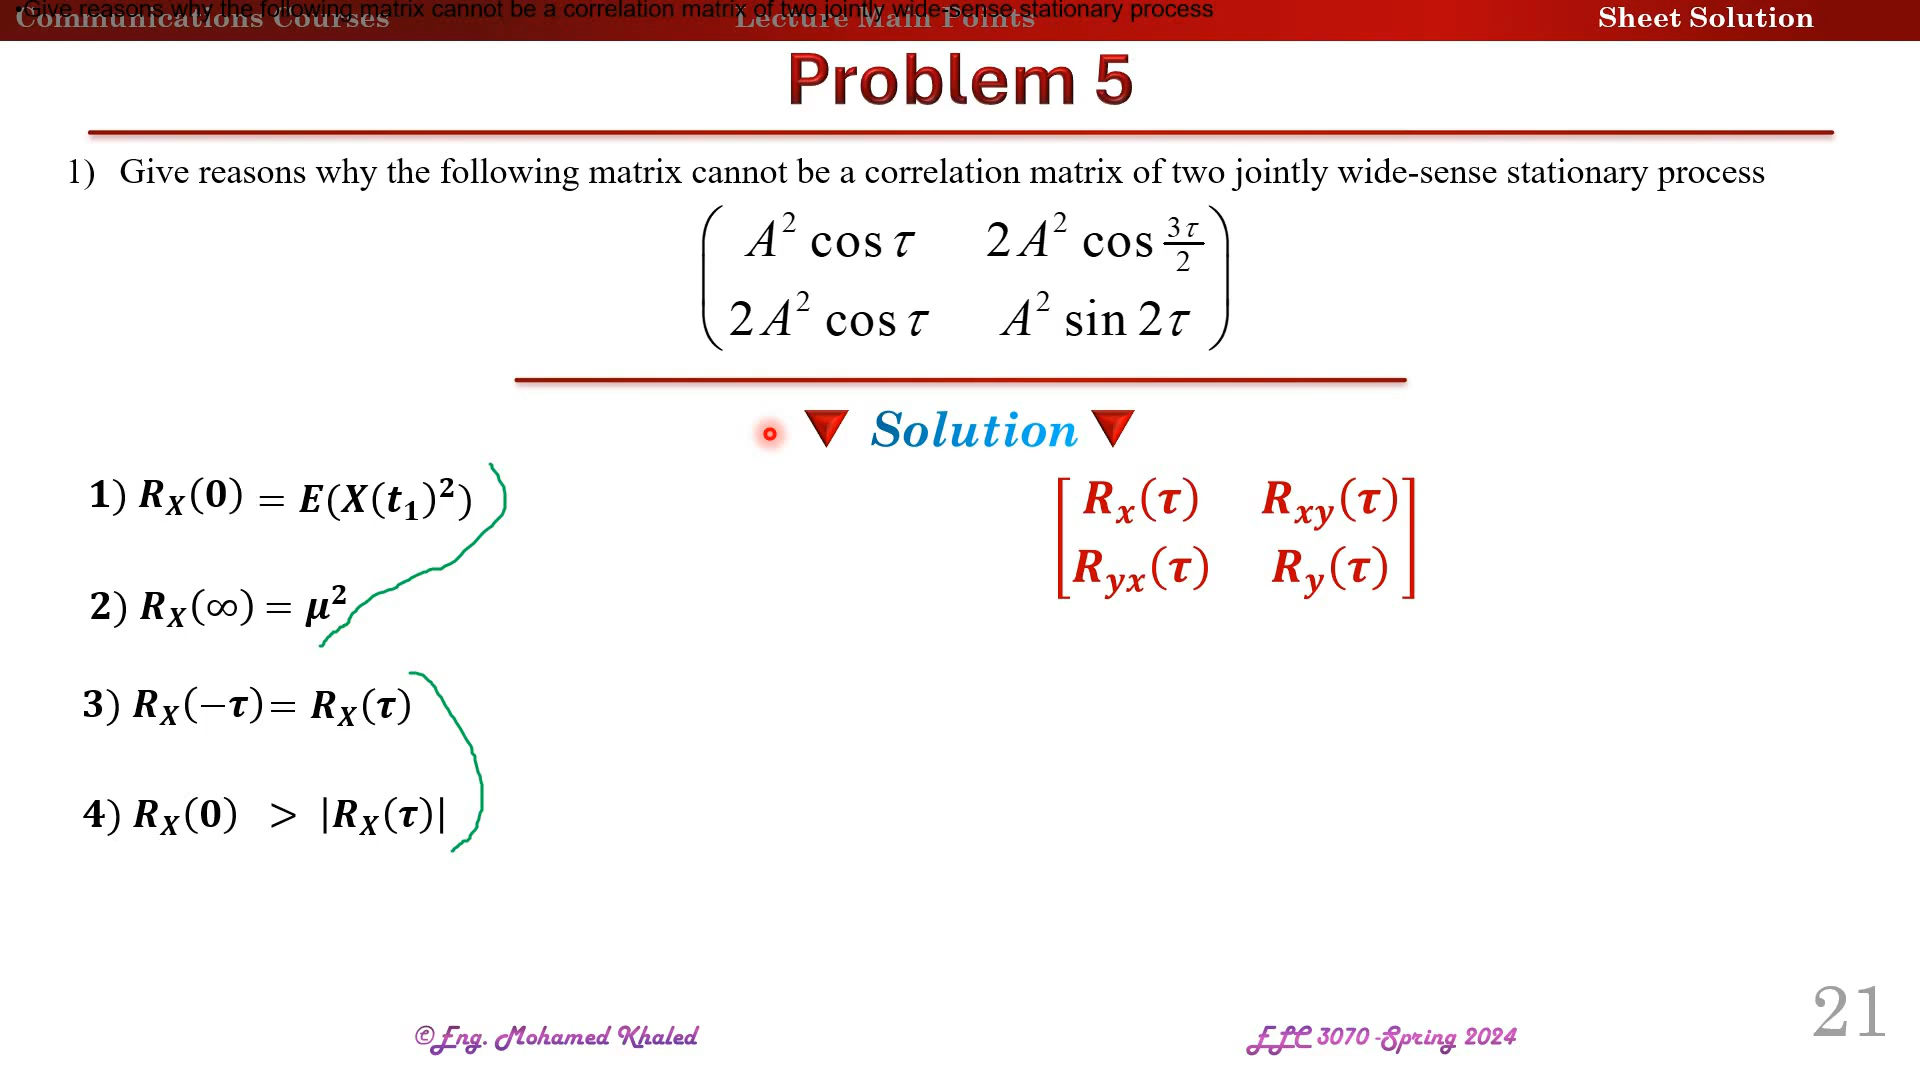 •Give reasons why the following matrix cannot be a correlation matrix of two jointly wide-sense stationary process
Communications Courses Lecture Main Points Sheet Solution
Problem 5
1) Give reasons why the following matrix cannot be a correlation matrix of two jointly wide-sense stationary process
( A² cos τ 2A² cos 3τ/2
2A² cos τ A² sin 2τ )
Solution
1) R_X(0) = E(X(t₁)²)
2) R_X(∞) = μ²
3) R_X(−τ) = R_X(τ)
4) R_X(0) > |R_X(τ)|
[ R_x(τ) R_xy(τ)
R_yx(τ) R_y(τ) ]
©Eng. Mohamed Khaled ELC 3070 -Spring 2024
21